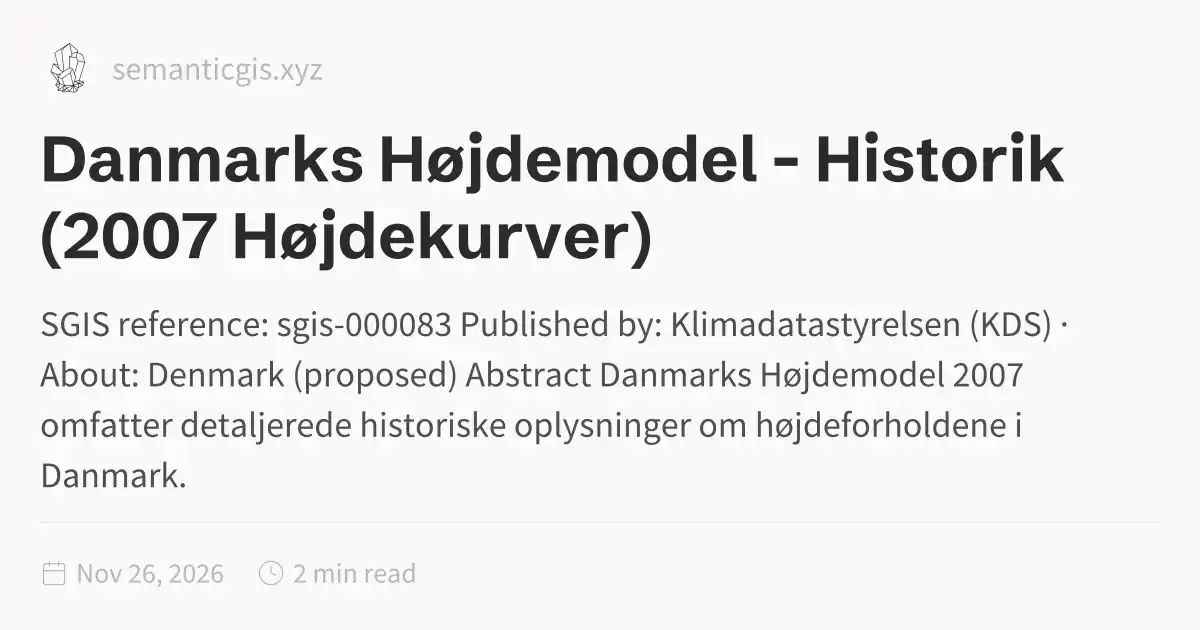 semanticgis.xyz
Danmarks Højdemodel - Historik
(2007 Højdekurver)
SGIS reference: sgis-000083 Published by: Klimadatastyrelsen (KDS) ·
About: Denmark (proposed) Abstract Danmarks Højdemodel 2007
omfatter detaljerede historiske oplysninger om højdeforholdene i
Danmark.
Nov 26, 2026 2 min read